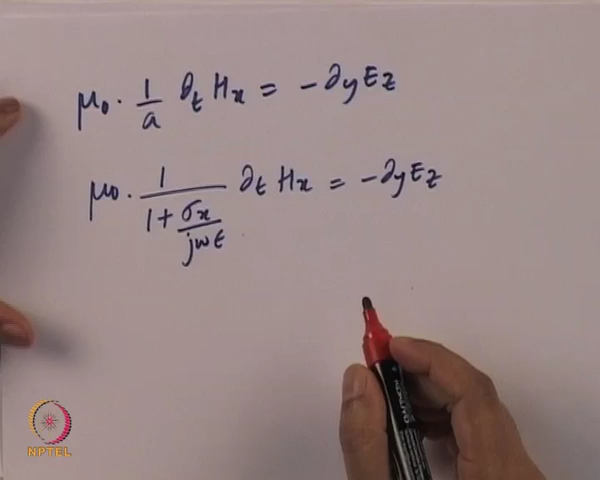 μ₀ · 1/a ∂t Hx = - ∂y Ez
μ₀ · 1/(1 + σx/jωε) ∂t Hx = - ∂y Ez
NPTEL